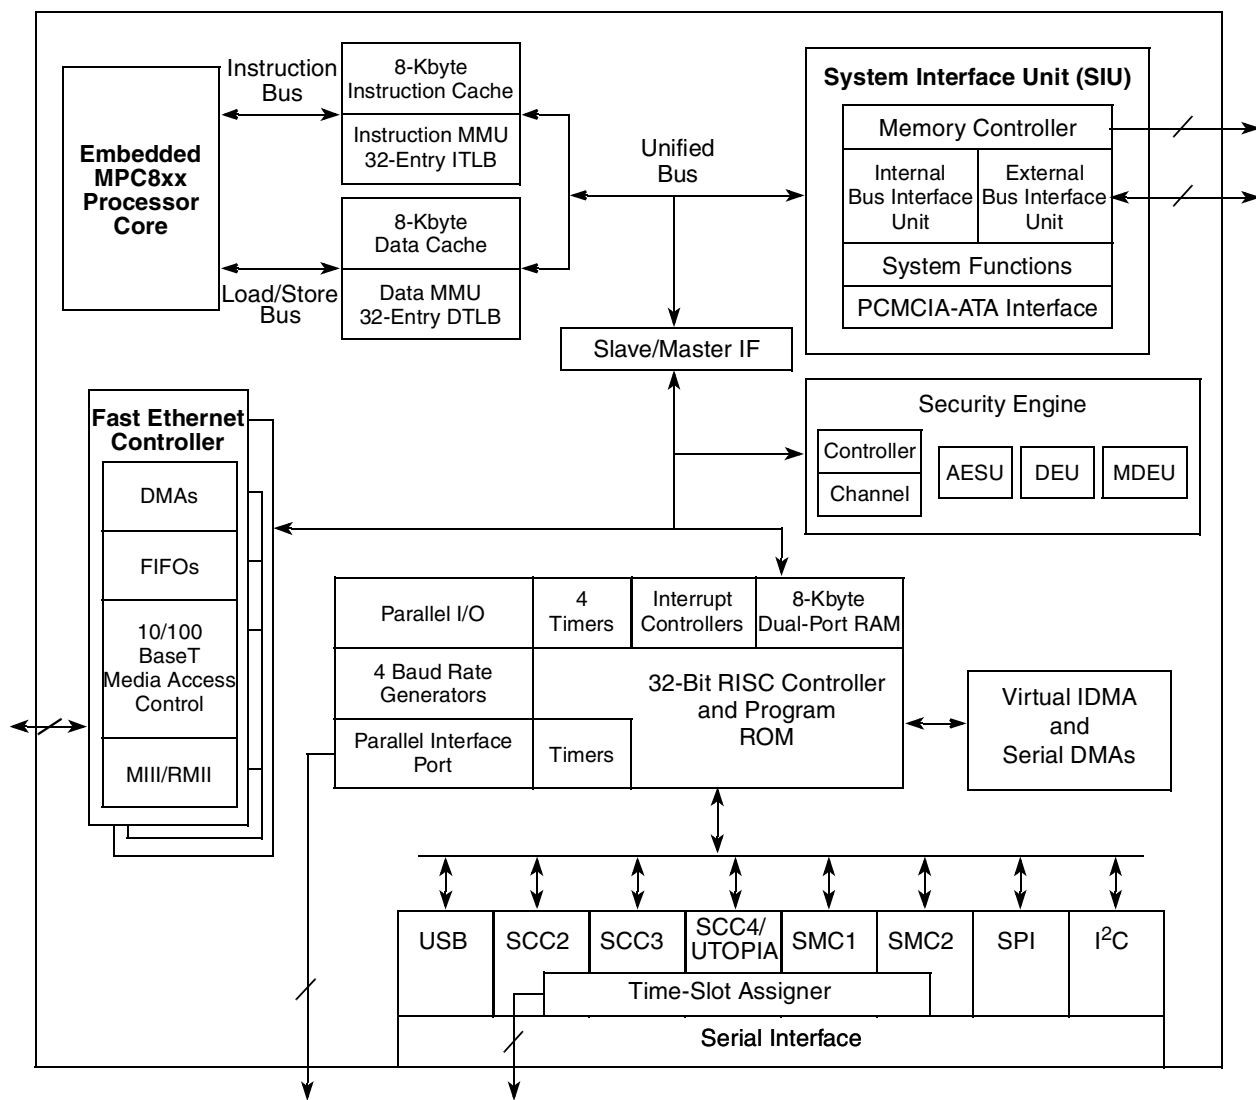 Instruction
Bus
8-Kbyte
Instruction Cache
Instruction MMU
32-Entry ITLB
Embedded
MPC8xx
Processor
Core
8-Kbyte
Data Cache
Data MMU
32-Entry DTLB
Load/Store
Bus
Unified
Bus
System Interface Unit (SIU)
Memory Controller
Internal
Bus Interface
Unit
External
Bus Interface
Unit
System Functions
PCMCIA-ATA Interface
Slave/Master IF
Security Engine
Controller
Channel
AESU
DEU
MDEU
Fast Ethernet
Controller
DMAs
FIFOs
10/100
BaseT
Media Access
Control
MIII/RMII
Parallel I/O
4
Timers
Interrupt
Controllers
8-Kbyte
Dual-Port RAM
4 Baud Rate
Generators
32-Bit RISC Controller
and Program
ROM
Parallel Interface
Port
Timers
Virtual IDMA
and
Serial DMAs
USB
SCC2
SCC3
SCC4/
UTOPIA
SMC1
SMC2
SPI
I²C
Time-Slot Assigner
Serial Interface